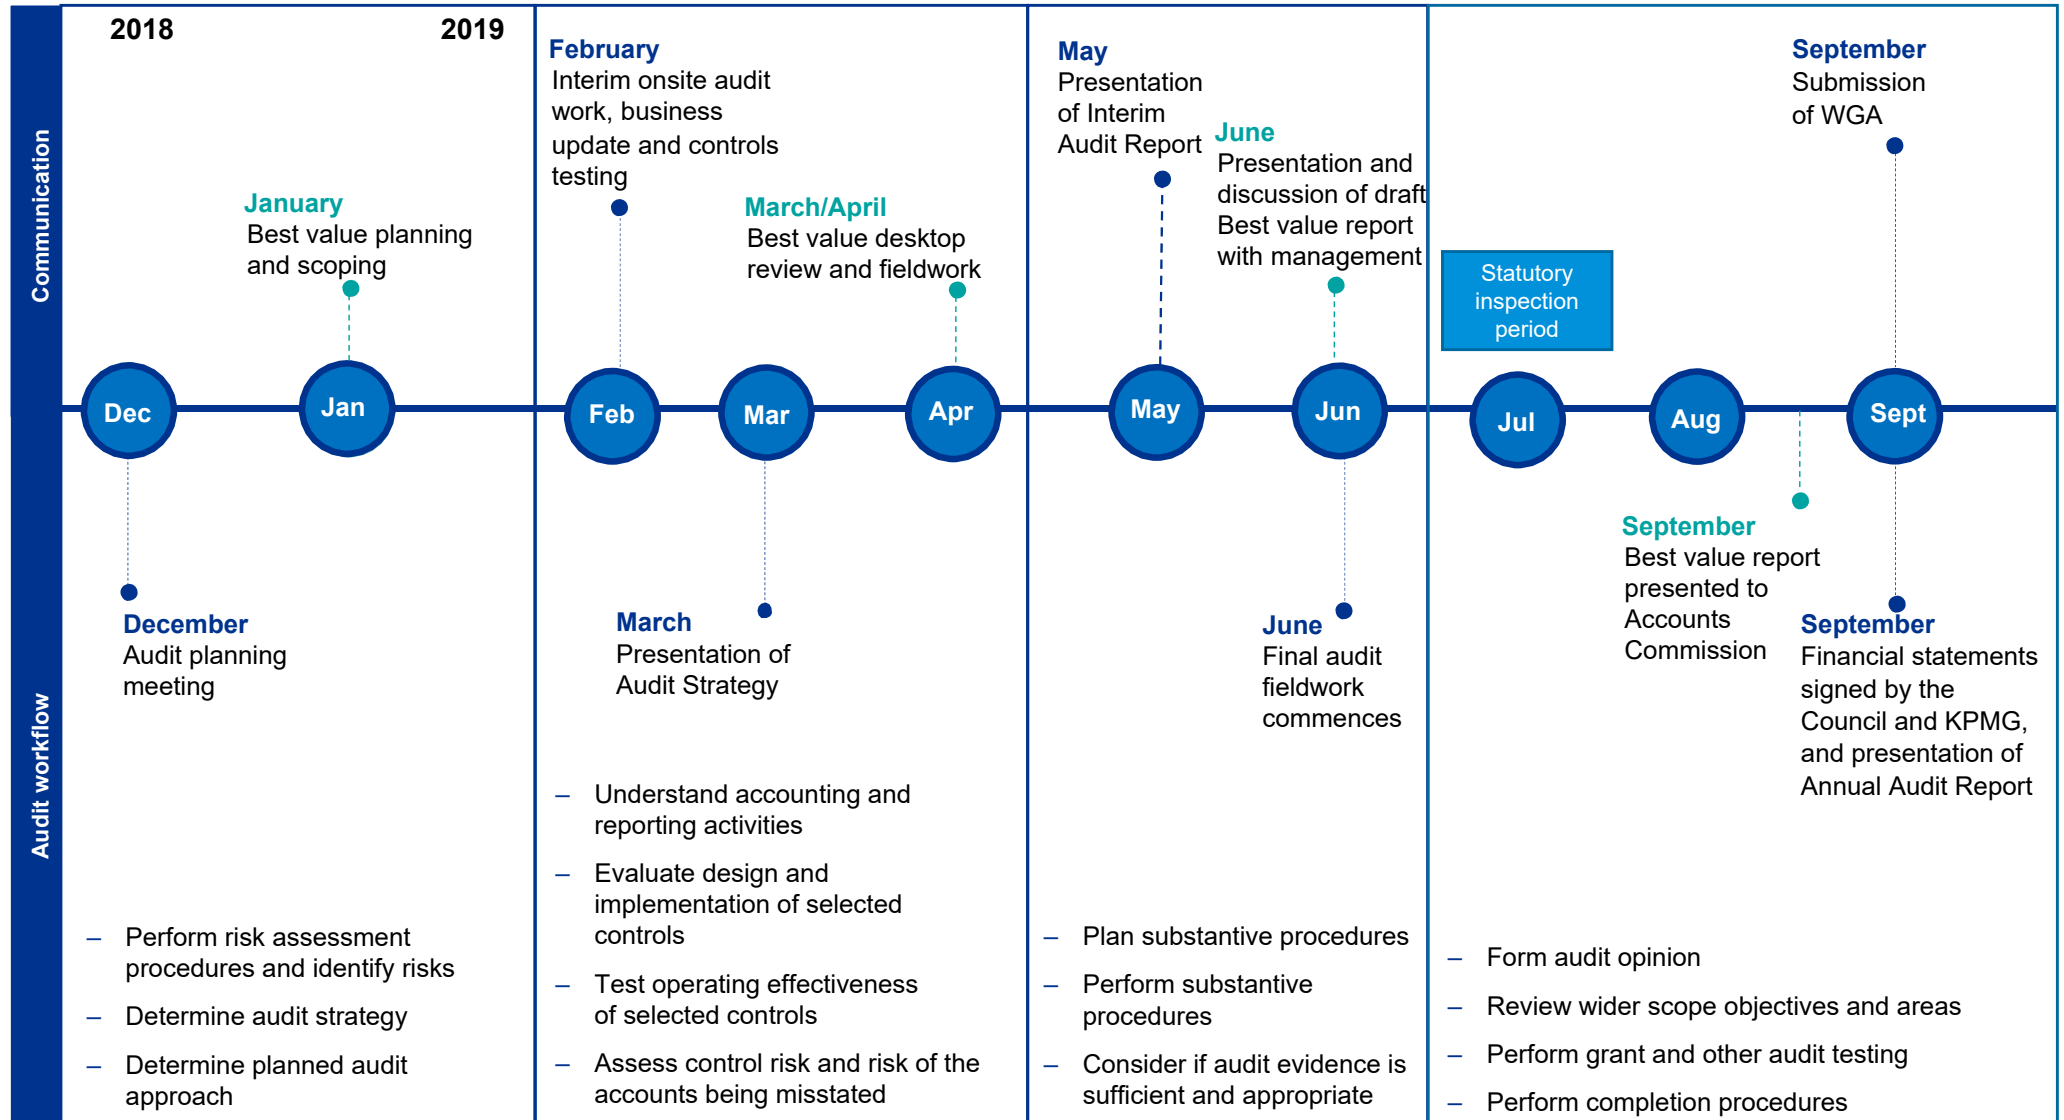 2018
2019
Communication
January
Best value planning
and scoping
February
Interim onsite audit
work, business
update and controls
testing
March/April
Best value desktop
review and fieldwork
May
Presentation
of Interim
Audit Report
June
Presentation and
discussion of draft
Best value report
with management
Statutory
inspection
period
September
Submission
of WGA
Dec
Jan
Feb
Mar
Apr
May
Jun
Jul
Aug
Sept
Audit workflow
December
Audit planning
meeting
March
Presentation of
Audit Strategy
June
Final audit
fieldwork
commences
September
Best value report
presented to
Accounts
Commission
September
Financial statements
signed by the
Council and KPMG,
and presentation of
Annual Audit Report
– Perform risk assessment
procedures and identify risks
– Determine audit strategy
– Determine planned audit
approach
– Understand accounting and
reporting activities
– Evaluate design and
implementation of selected
controls
– Test operating effectiveness
of selected controls
– Assess control risk and risk of the
accounts being misstated
– Plan substantive procedures
– Perform substantive
procedures
– Consider if audit evidence is
sufficient and appropriate
– Form audit opinion
– Review wider scope objectives and areas
– Perform grant and other audit testing
– Perform completion procedures